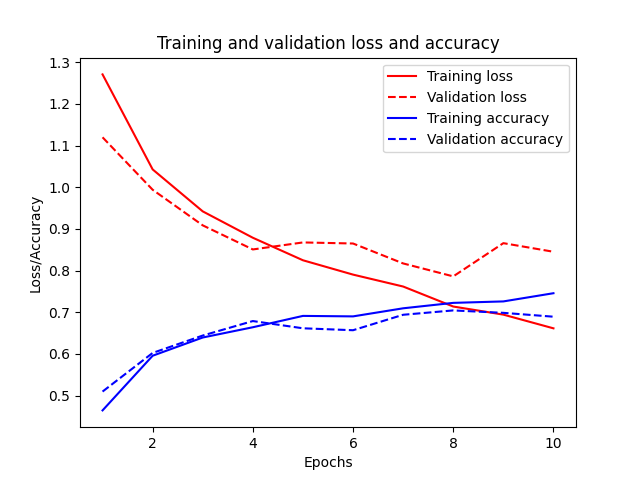 Training and validation loss and accuracy
Training loss
Validation loss
Training accuracy
Validation accuracy
Loss/Accuracy
1.3
1.2
1.1
1.0
0.9
0.8
0.7
0.6
0.5
2 4 6 8 10
Epochs